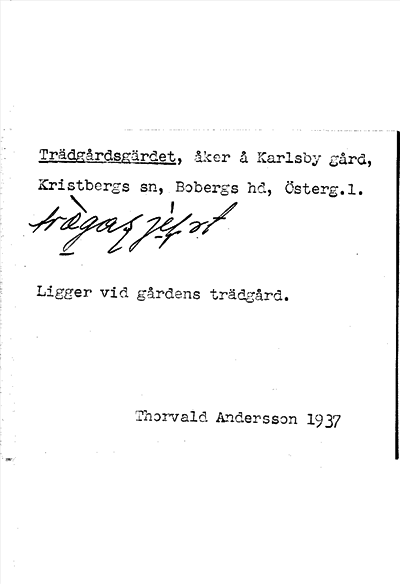 Trädgårdsgärdet, åker å Karlsby gård,
Kristbergs sn, Bobergs hd, Österg.l.
Ligger vid gårdens trädgård.
Thorvald Andersson 1937